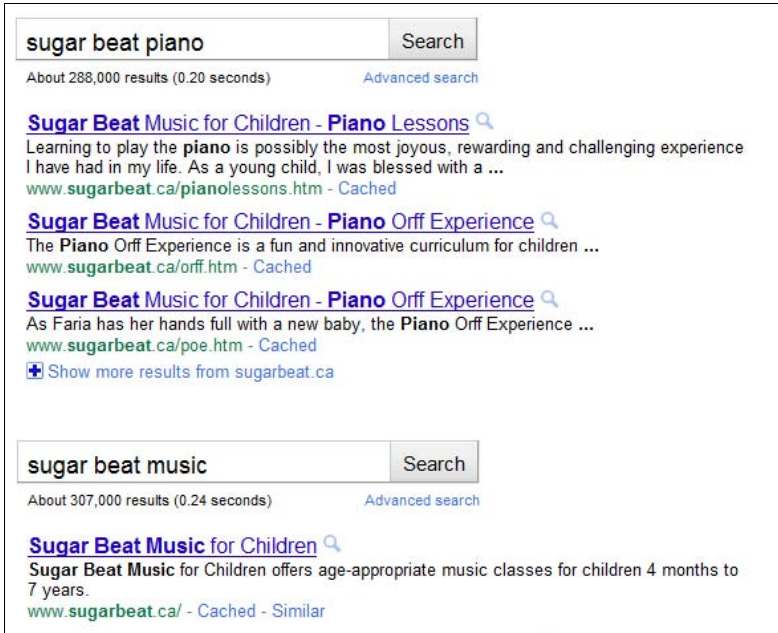 sugar beat piano Search
About 288,000 results (0.20 seconds) Advanced search
Sugar Beat Music for Children - Piano Lessons
Learning to play the piano is possibly the most joyous, rewarding and challenging experience
I have had in my life. As a young child, I was blessed with a ...
www.sugarbeat.ca/pianolessons.htm - Cached
Sugar Beat Music for Children - Piano Orff Experience
The Piano Orff Experience is a fun and innovative curriculum for children ...
www.sugarbeat.ca/orff.htm - Cached
Sugar Beat Music for Children - Piano Orff Experience
As Faria has her hands full with a new baby, the Piano Orff Experience ...
www.sugarbeat.ca/poe.htm - Cached
Show more results from sugarbeat.ca
sugar beat music Search
About 307,000 results (0.24 seconds) Advanced search
Sugar Beat Music for Children
Sugar Beat Music for Children offers age-appropriate music classes for children 4 months to
7 years.
www.sugarbeat.ca/ - Cached - Similar